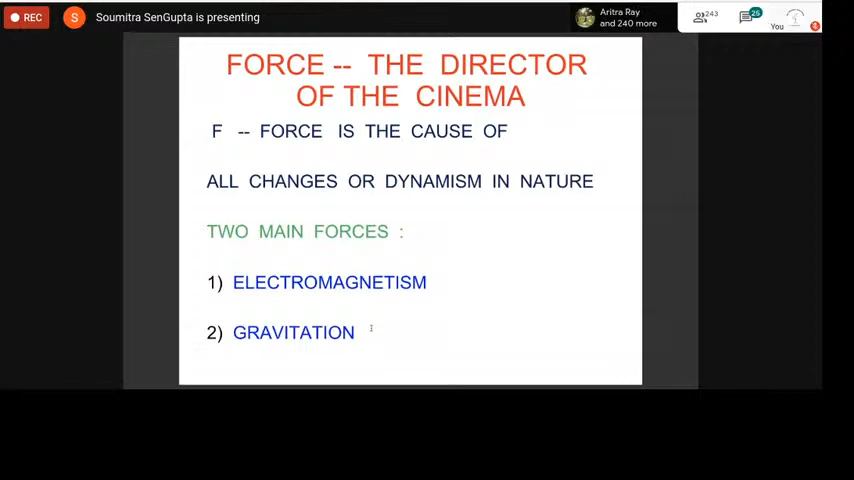 REC
S
Soumitra SenGupta is presenting
Aritra Ray
and 240 more
243
25
You
FORCE -- THE DIRECTOR
OF THE CINEMA
F -- FORCE IS THE CAUSE OF
ALL CHANGES OR DYNAMISM IN NATURE
TWO MAIN FORCES :
1) ELECTROMAGNETISM
2) GRAVITATION